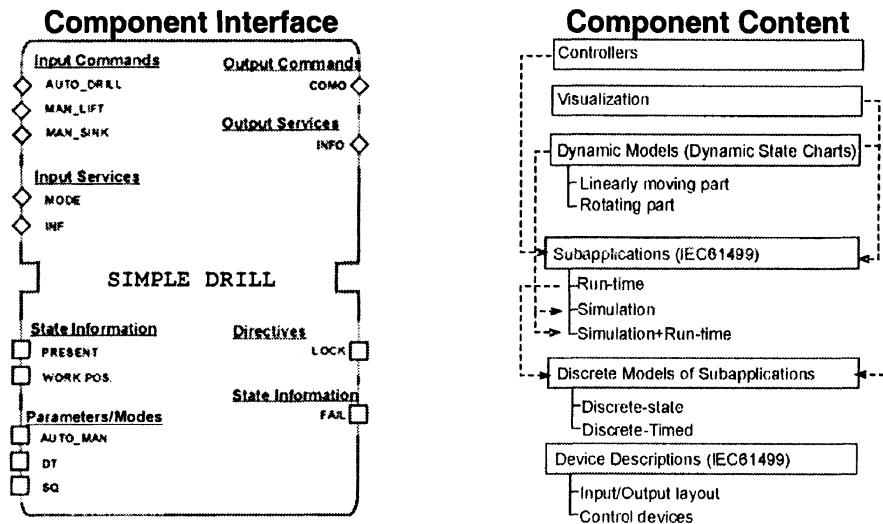 Component Interface
Input Commands
AUTO_DRILL
MAN_LIFT
MAN_SINK
Input Services
MODE
INF
Output Commands
COMO
Output Services
INFO
SIMPLE DRILL
State Information
PRESENT
WORK POS.
Parameters/Modes
AUTO_MAN
DT
SQ
Directives
LOCK
State Information
FAIL
Component Content
Controllers
Visualization
Dynamic Models (Dynamic State Charts)
Linearly moving part
Rotating part
Subapplications (IEC61499)
Run-time
Simulation
Simulation+Run-time
Discrete Models of Subapplications
Discrete-state
Discrete-Timed
Device Descriptions (IEC61499)
Input/Output layout
Control devices